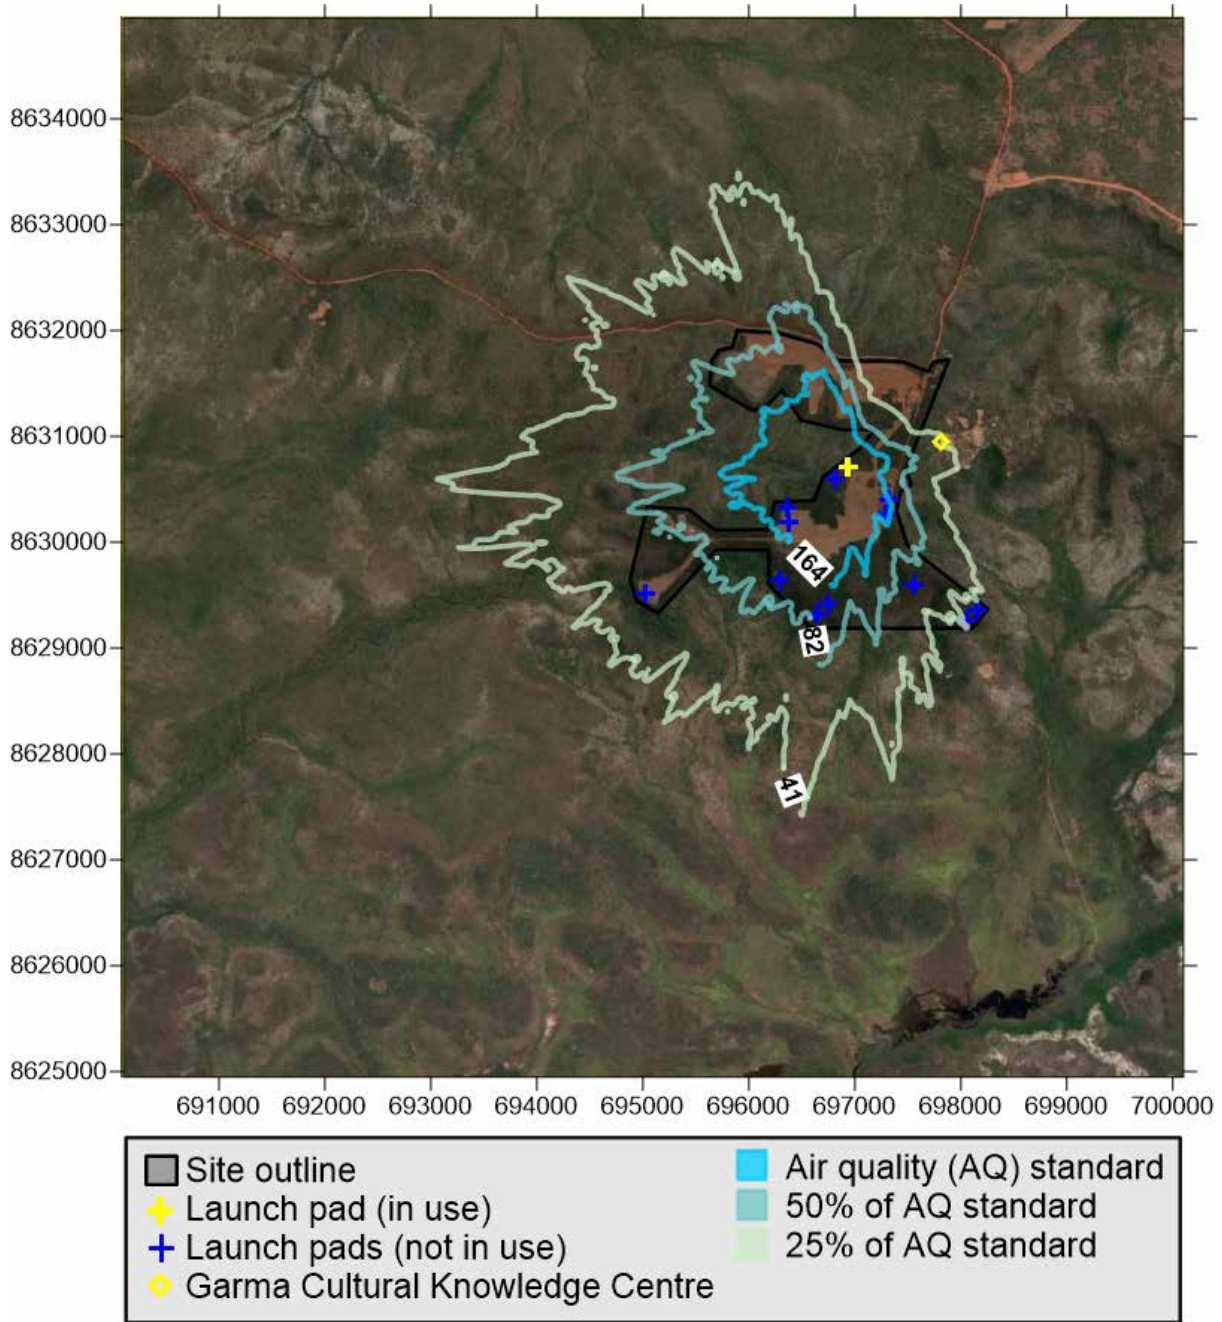 8634000
8633000
8632000
8631000
8630000
8629000
8628000
8627000
8626000
8625000
164
82
41
691000 692000 693000 694000 695000 696000 697000 698000 699000 700000
Site outline
Launch pad (in use)
Launch pads (not in use)
Garma Cultural Knowledge Centre
Air quality (AQ) standard
50% of AQ standard
25% of AQ standard